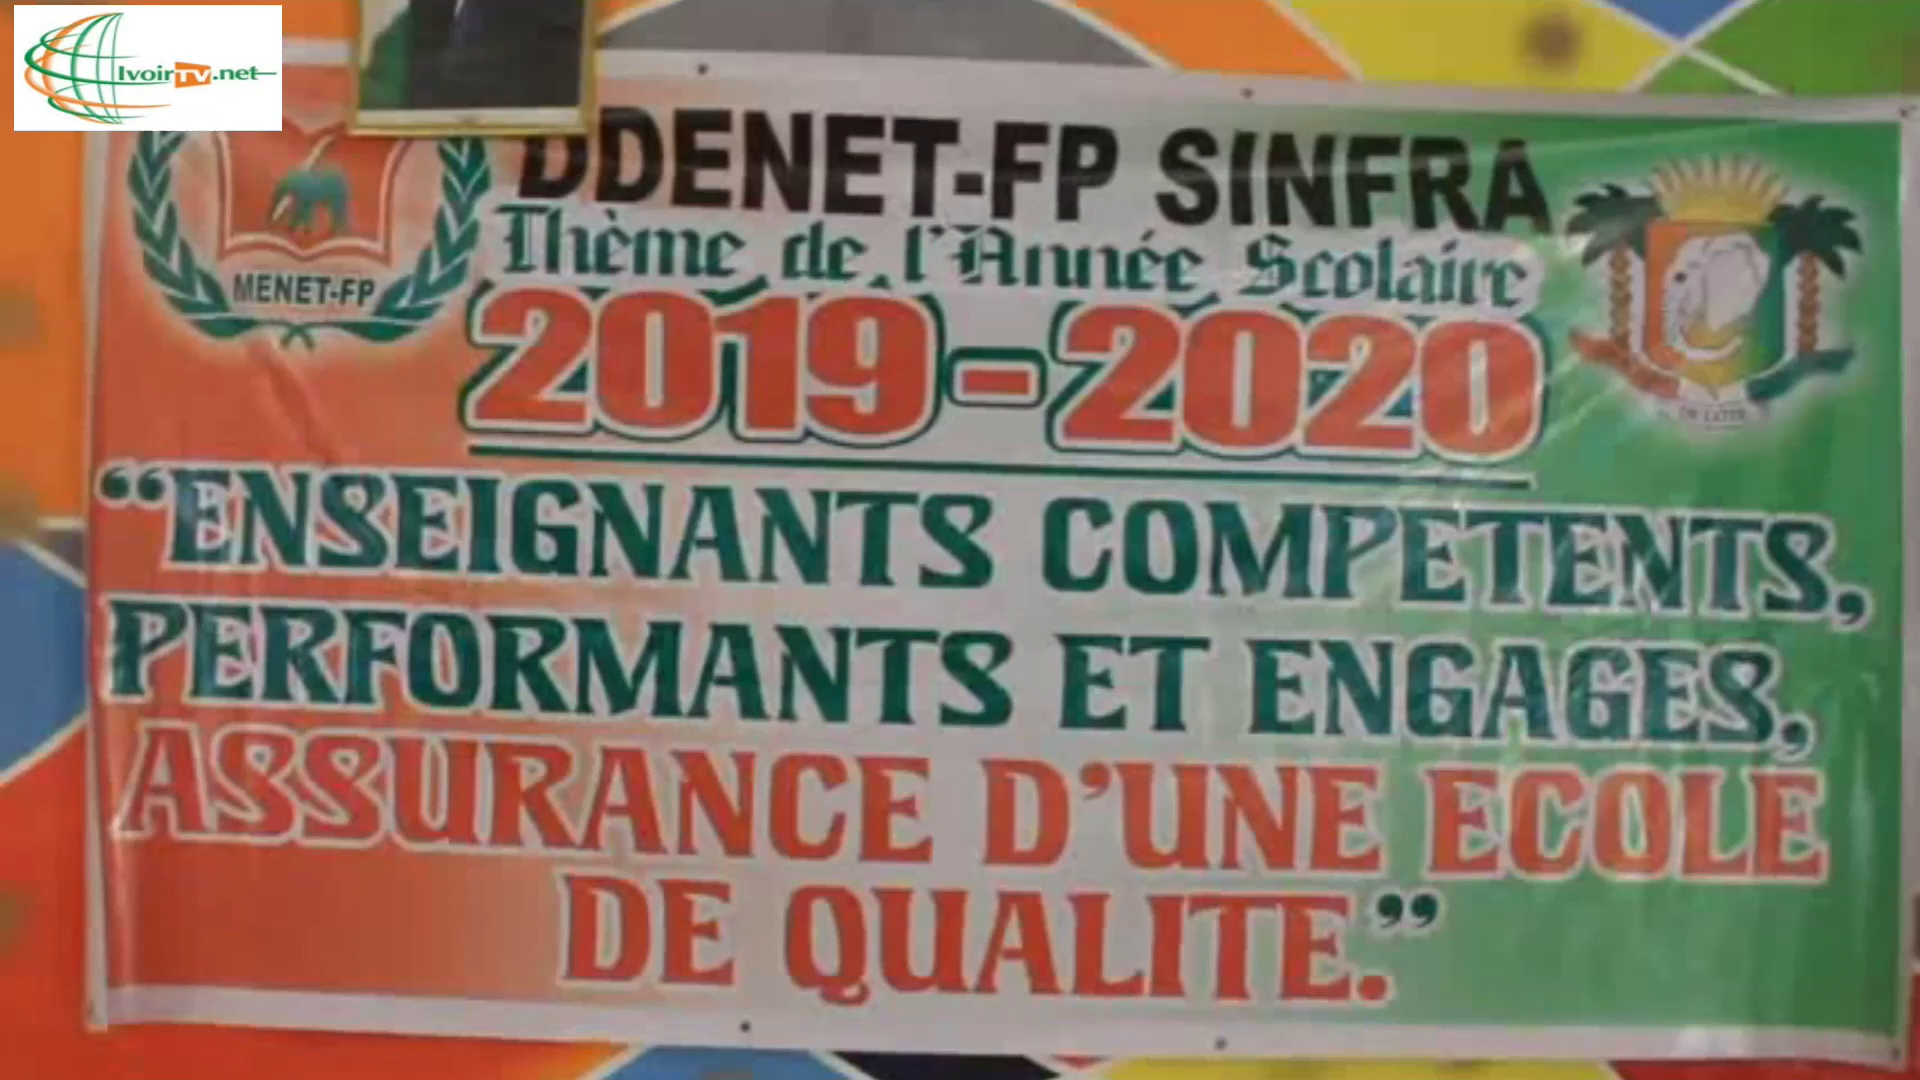 IvoirTV.net
DDENET-FP SINFRA
MENET-FP
Thème de l'Année Scolaire
2019-2020
“ENSEIGNANTS COMPETENTS,
PERFORMANTS ET ENGAGES,
ASSURANCE D'UNE ECOLE
DE QUALITE.”